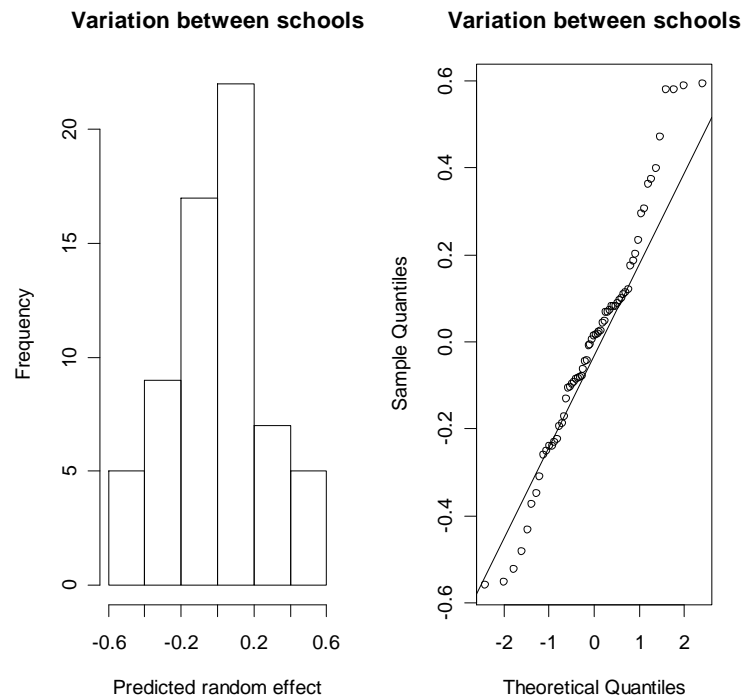 Variation between schools
Frequency
20
15
10
5
0
-0.6 -0.2 0.2 0.6
Predicted random effect
Variation between schools
Sample Quantiles
0.6
0.4
0.2
0.0
-0.2
-0.4
-0.6
-2 -1 0 1 2
Theoretical Quantiles